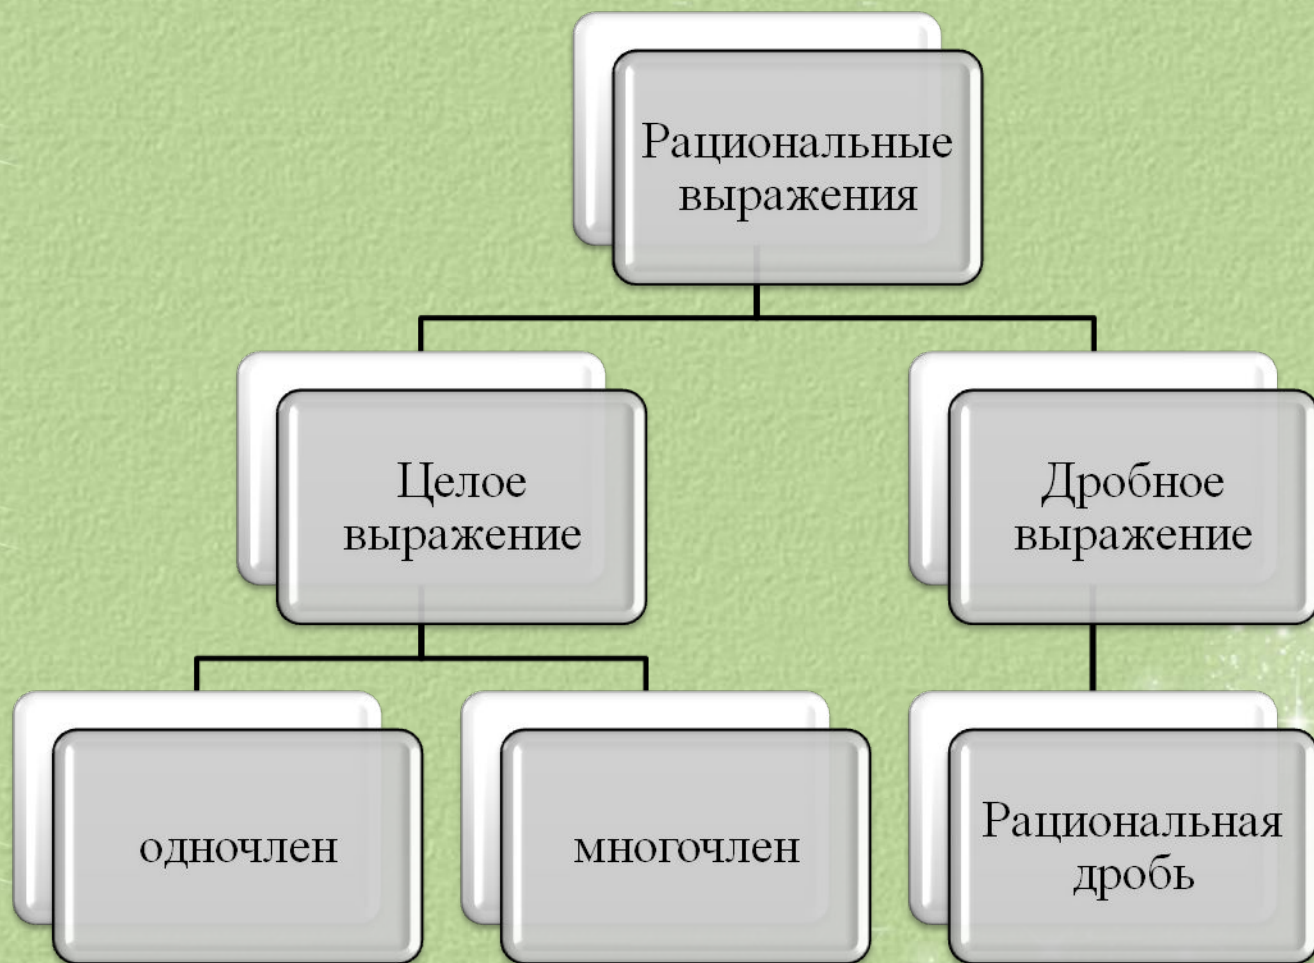 Рациональные
выражения
Целое
выражение
Дробное
выражение
одночлен
многочлен
Рациональная
дробь